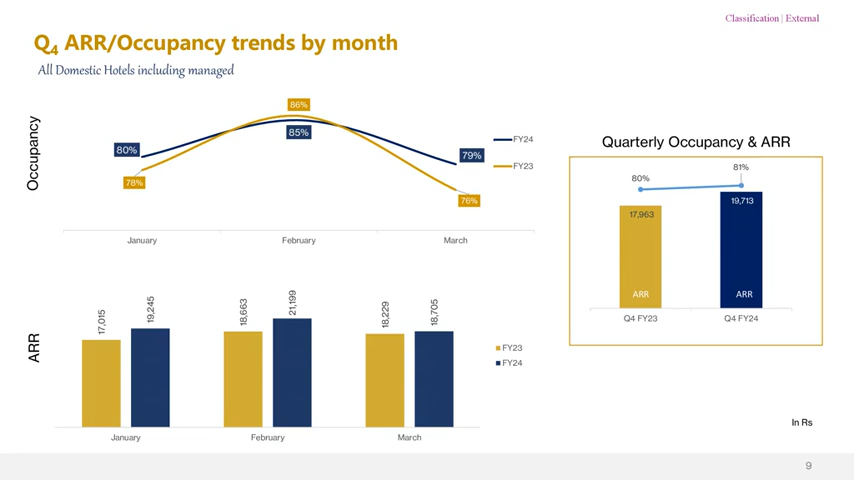 Classification | External
Q4 ARR/Occupancy trends by month
All Domestic Hotels including managed
Occupancy
86%
80%
85%
79%
78%
76%
FY24
FY23
January
February
March
ARR
17,015
19,245
18,663
21,199
18,229
18,705
FY23
FY24
January
February
March
Quarterly Occupancy & ARR
80%
81%
17,963
19,713
ARR
ARR
Q4 FY23
Q4 FY24
In Rs
9